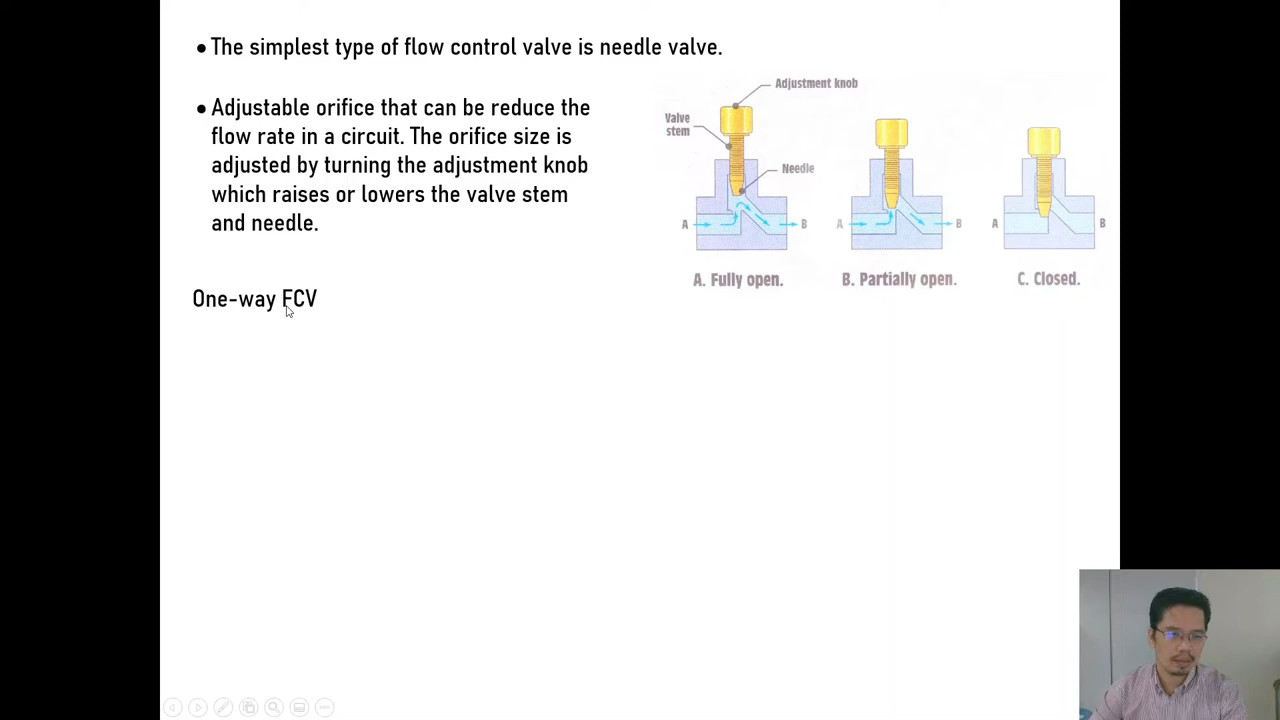 • The simplest type of flow control valve is needle valve.
• Adjustable orifice that can be reduce the
flow rate in a circuit. The orifice size is
adjusted by turning the adjustment knob
which raises or lowers the valve stem
and needle.
Adjustment knob
Valve
stem
Needle
A
B
A
B
A
B
A. Fully open.
B. Partially open.
C. Closed.
One-way FCV